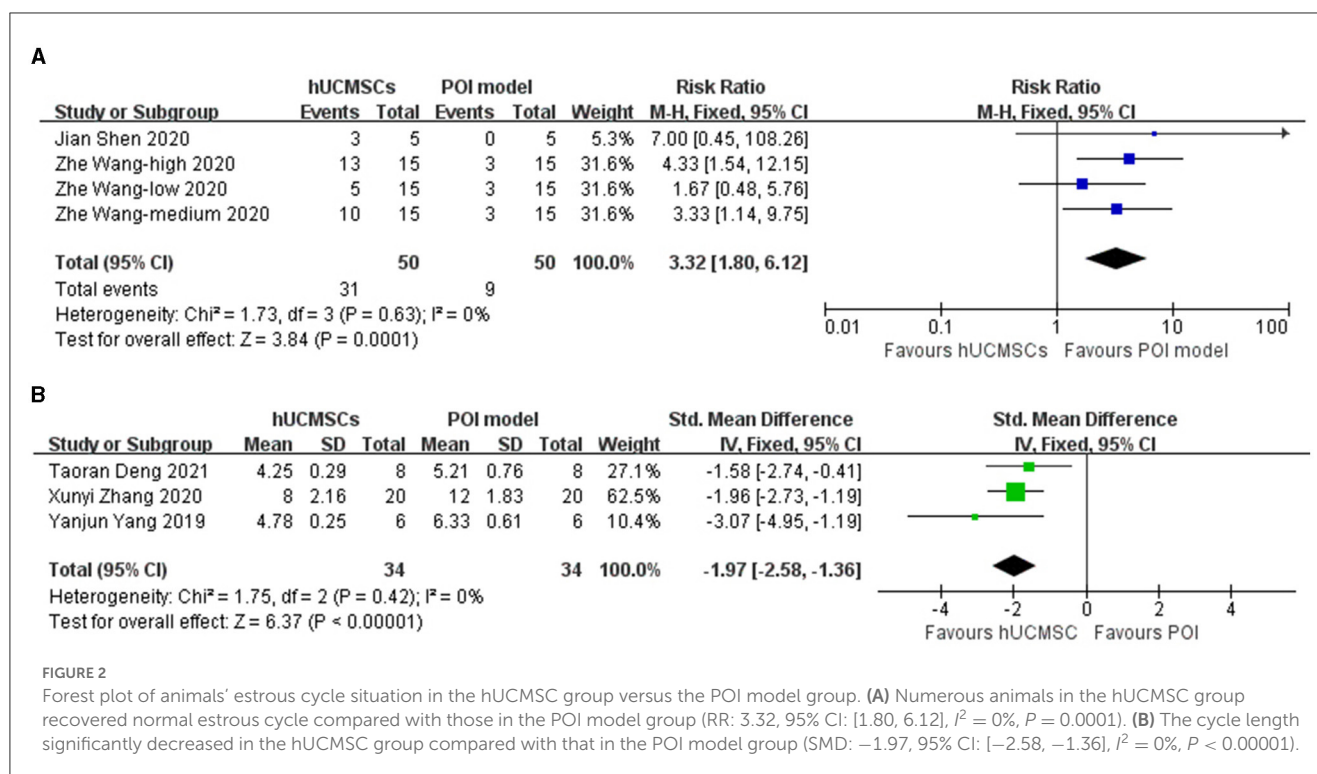 A
hUCMSCs POI model Risk Ratio Risk Ratio
Study or Subgroup Events Total Events Total Weight M-H, Fixed, 95% CI M-H, Fixed, 95% CI
Jian Shen 2020 3 5 0 5 5.3% 7.00 [0.45, 108.26]
Zhe Wang-high 2020 13 15 3 15 31.6% 4.33 [1.54, 12.15]
Zhe Wang-low 2020 5 15 3 15 31.6% 1.67 [0.48, 5.76]
Zhe Wang-medium 2020 10 15 3 15 31.6% 3.33 [1.14, 9.75]
Total (95% CI) 50 50 100.0% 3.32 [1.80, 6.12]
Total events 31 9
Heterogeneity: Chi² = 1.73, df = 3 (P = 0.63); I² = 0%
Test for overall effect: Z = 3.84 (P = 0.0001)
0.01 0.1 1 10 100
Favours hUCMSCs Favours POI model
B
hUCMSCs POI model Std. Mean Difference Std. Mean Difference
Study or Subgroup Mean SD Total Mean SD Total Weight IV, Fixed, 95% CI IV, Fixed, 95% CI
Taoran Deng 2021 4.25 0.29 8 5.21 0.76 8 27.1% -1.58 [-2.74, -0.41]
Xunyi Zhang 2020 8 2.16 20 12 1.83 20 62.5% -1.96 [-2.73, -1.19]
Yanjun Yang 2019 4.78 0.25 6 6.33 0.61 6 10.4% -3.07 [-4.95, -1.19]
Total (95% CI) 34 34 100.0% -1.97 [-2.58, -1.36]
Heterogeneity: Chi² = 1.75, df = 2 (P = 0.42); I² = 0%
Test for overall effect: Z = 6.37 (P < 0.00001)
-4 -2 0 2 4
Favours hUCMSC Favours POI
FIGURE 2
Forest plot of animals’ estrous cycle situation in the hUCMSC group versus the POI model group. (A) Numerous animals in the hUCMSC group
recovered normal estrous cycle compared with those in the POI model group (RR: 3.32, 95% CI: [1.80, 6.12], I² = 0%, P = 0.0001). (B) The cycle length
significantly decreased in the hUCMSC group compared with that in the POI model group (SMD: −1.97, 95% CI: [−2.58, −1.36], I² = 0%, P < 0.00001).